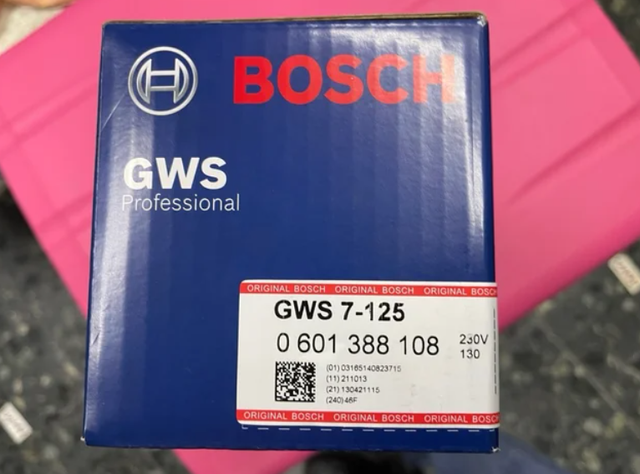 BOSCH
GWS
Professional
ORIGINAL BOSCH ORIGINAL BOSCH ORIGINAL BOSCH
GWS 7-125
0 601 388 108
230V
130
(01) 03165140823715
(11) 211013
(21) 130421115
(240) 46F
ORIGINAL BOSCH ORIGINAL BOSCH ORIGINAL BOSCH